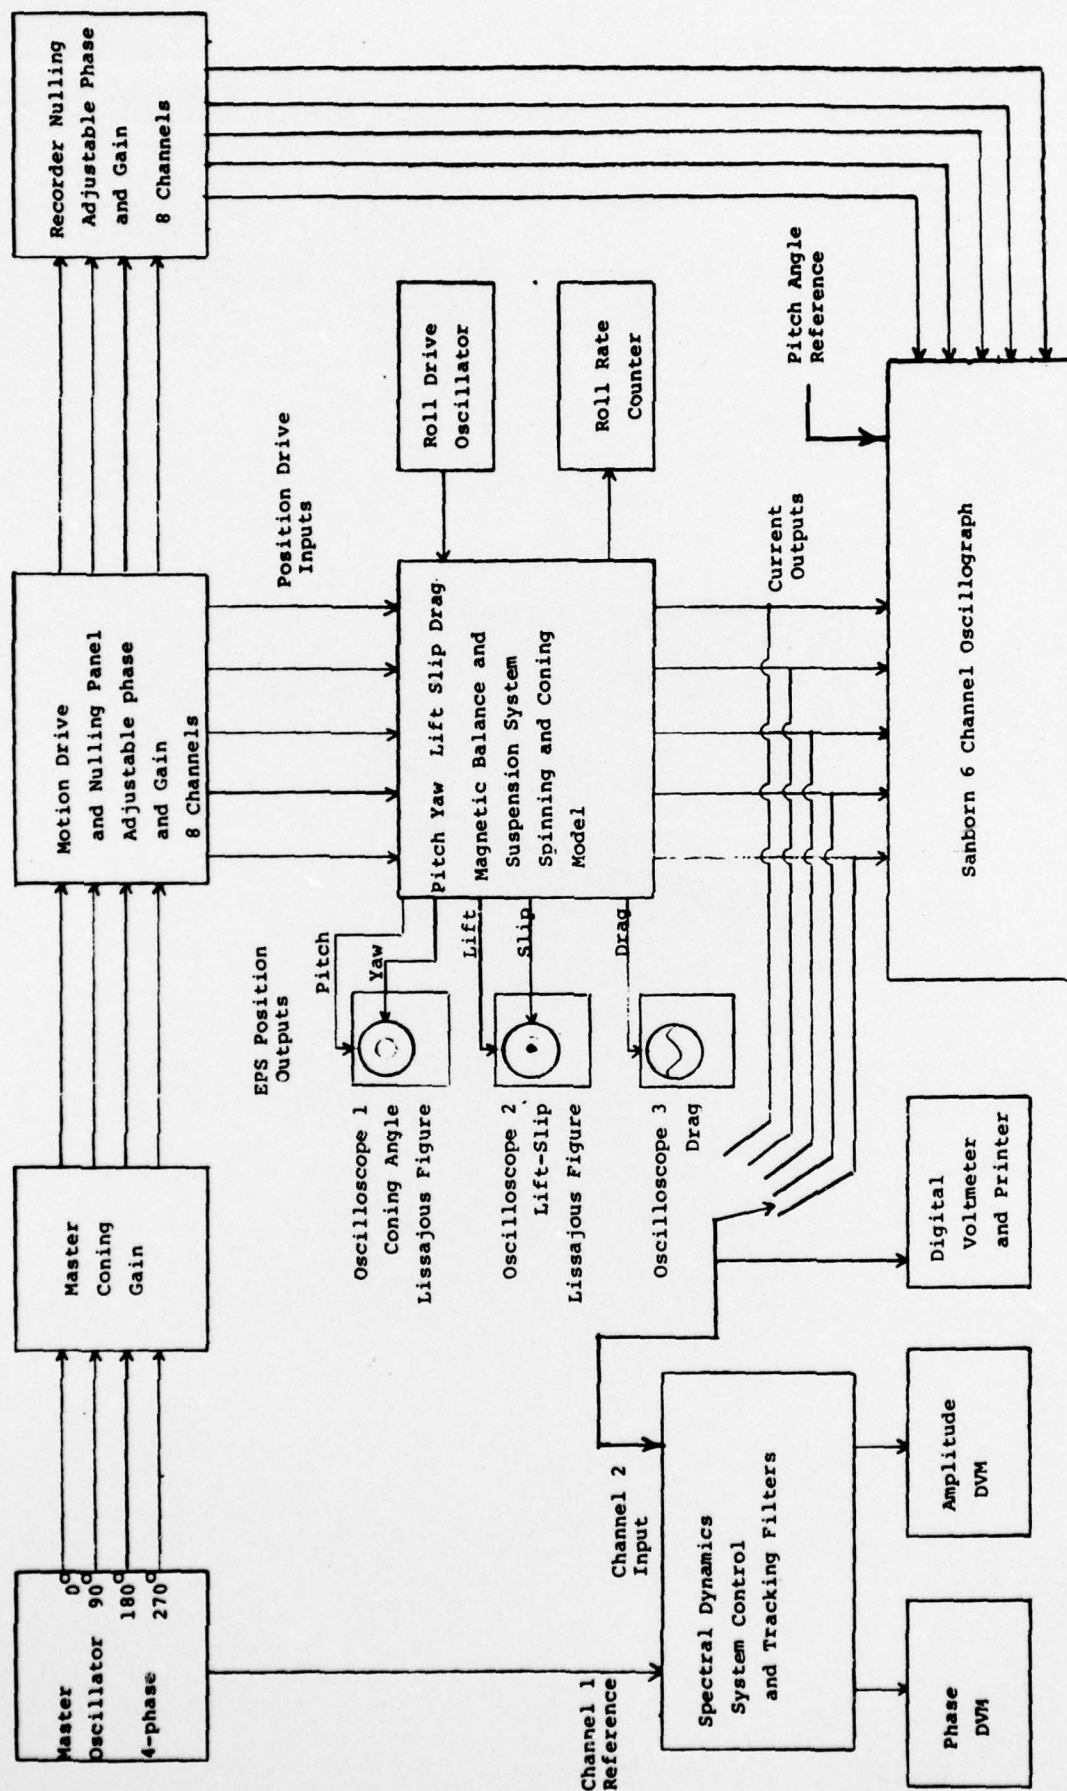 Master
Oscillator
4-phase
0°
90°
180°
270°
Master
Coning
Gain
Motion Drive
and Nulling Panel
Adjustable phase
and Gain
8 Channels
Recorder Nulling
Adjustable Phase
and Gain
8 Channels
EPS Position
Outputs
Position Drive
Inputs
Pitch
Yaw
Lift
Slip
Drag
Oscilloscope 1
Coning Angle
Lissajous Figure
Oscilloscope 2
Lift-Slip
Lissajous Figure
Oscilloscope 3
Drag
Pitch Yaw Lift Slip Drag
Magnetic Balance and
Suspension System
Spinning and Coning
Model
Roll Drive
Oscillator
Roll Rate
Counter
Channel 1
Reference
Channel 2
Input
Current
Outputs
Pitch Angle
Reference
Spectral Dynamics
System Control
and Tracking Filters
Phase
DVM
Amplitude
DVM
Digital
Voltmeter
and Printer
Sanborn 6 Channel Oscillograph